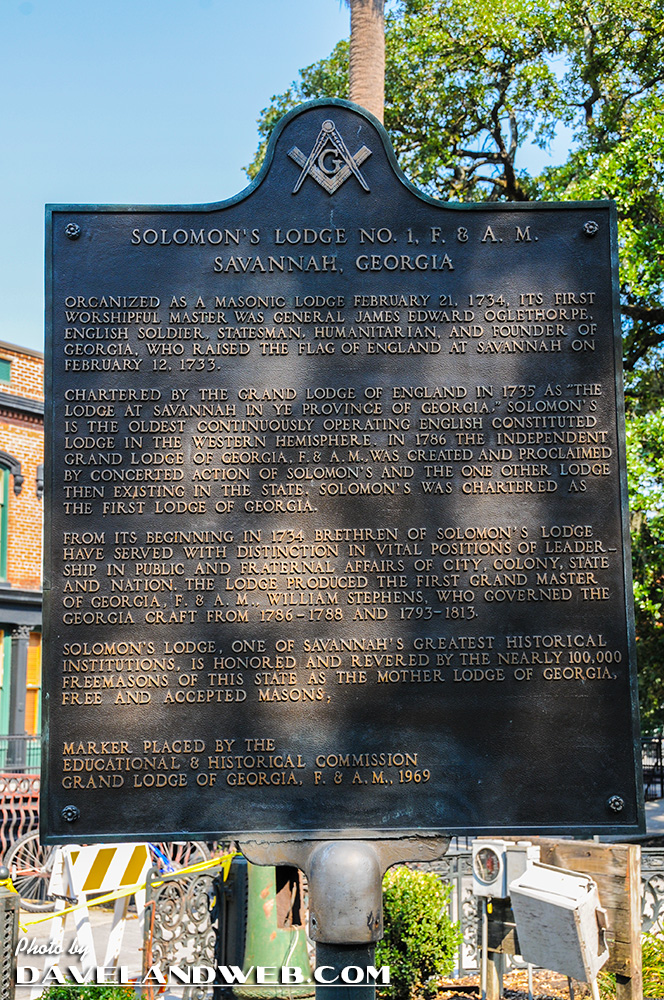 G
SOLOMON'S LODGE NO. 1, F. & A. M.
SAVANNAH, GEORGIA
ORGANIZED AS A MASONIC LODGE FEBRUARY 21, 1734, ITS FIRST
WORSHIPFUL MASTER WAS GENERAL JAMES EDWARD OGLETHORPE,
ENGLISH SOLDIER, STATESMAN, HUMANITARIAN, AND FOUNDER OF
GEORGIA, WHO RAISED THE FLAG OF ENGLAND AT SAVANNAH ON
FEBRUARY 12, 1733.
CHARTERED BY THE GRAND LODGE OF ENGLAND IN 1735 AS "THE
LODGE AT SAVANNAH IN YE PROVINCE OF GEORGIA," SOLOMON'S
IS THE OLDEST CONTINUOUSLY OPERATING ENGLISH CONSTITUTED
LODGE IN THE WESTERN HEMISPHERE. IN 1786 THE INDEPENDENT
GRAND LODGE OF GEORGIA, F. & A. M., WAS CREATED AND PROCLAIMED
BY CONCERTED ACTION OF SOLOMON'S AND THE ONE OTHER LODGE
THEN EXISTING IN THE STATE. SOLOMON'S WAS CHARTERED AS
THE FIRST LODGE OF GEORGIA.
FROM ITS BEGINNING IN 1734 BRETHREN OF SOLOMON'S LODGE
HAVE SERVED WITH DISTINCTION IN VITAL POSITIONS OF LEADER-
SHIP IN PUBLIC AND FRATERNAL AFFAIRS OF CITY, COLONY, STATE
AND NATION. THE LODGE PRODUCED THE FIRST GRAND MASTER
OF GEORGIA, F. & A. M., WILLIAM STEPHENS, WHO GOVERNED THE
GEORGIA CRAFT FROM 1786-1788 AND 1793-1813.
SOLOMON'S LODGE, ONE OF SAVANNAH'S GREATEST HISTORICAL
INSTITUTIONS, IS HONORED AND REVERED BY THE NEARLY 100,000
FREEMASONS OF THIS STATE AS THE MOTHER LODGE OF GEORGIA,
FREE AND ACCEPTED MASONS.
MARKER PLACED BY THE
EDUCATIONAL & HISTORICAL COMMISSION
GRAND LODGE OF GEORGIA, F. & A. M., 1969
Photo by
DAVELANDWEB.COM